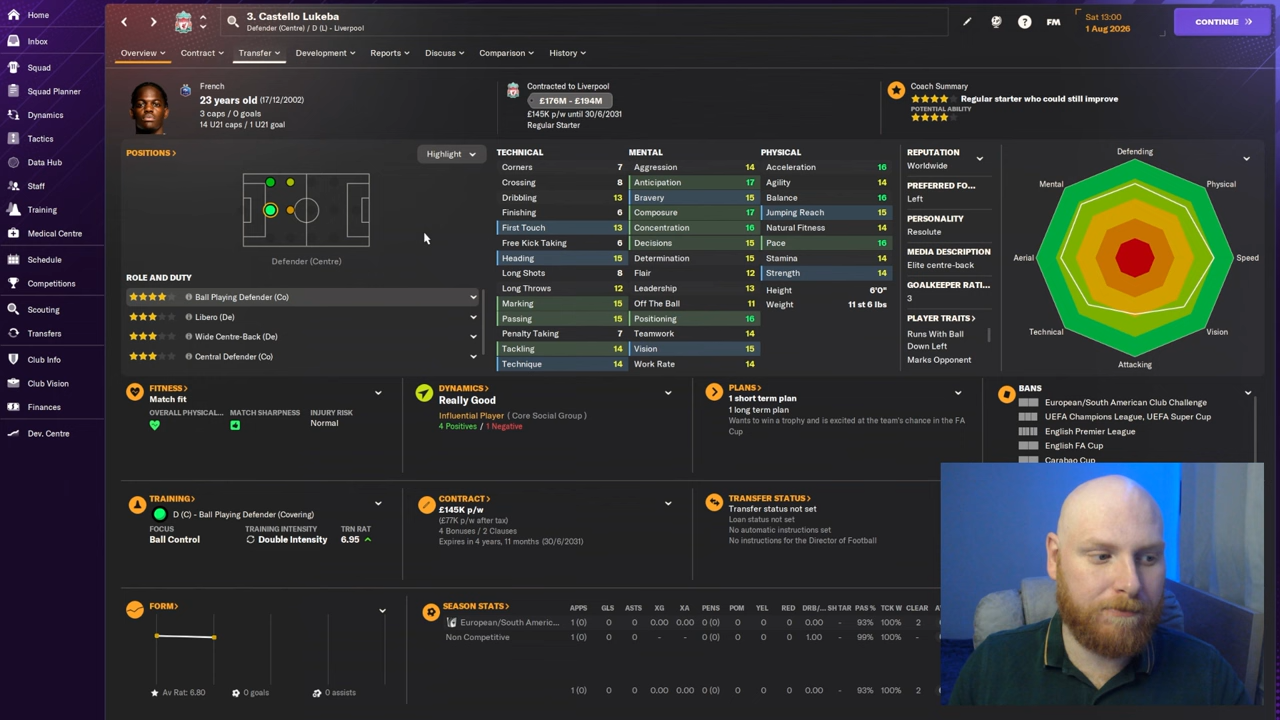 Home
Inbox
Squad
Squad Planner
Dynamics
Tactics
Data Hub
Staff
Training
Medical Centre
Schedule
Competitions
Scouting
Transfers
Club Info
Club Vision
Finances
Dev. Centre
3. Castello Lukeba
Defender (Centre) / D (L) - Liverpool
FM
Sat 13:00
1 Aug 2026
CONTINUE
Overview
Contract
Transfer
Development
Reports
Discuss
Comparison
History
French
23 years old (17/12/2002)
3 caps / 0 goals
14 U21 caps / 1 U21 goal
Contracted to Liverpool
£176M - £194M
£145K p/w until 30/6/2031
Regular Starter
Coach Summary
Regular starter who could still improve
POTENTIAL ABILITY
POSITIONS
Highlight
Defender (Centre)
ROLE AND DUTY
Ball Playing Defender (Co)
Libero (De)
Wide Centre-Back (De)
Central Defender (Co)
TECHNICAL
Corners 7
Crossing 8
Dribbling 13
Finishing 6
First Touch 13
Free Kick Taking 6
Heading 15
Long Shots 8
Long Throws 12
Marking 15
Passing 15
Penalty Taking 7
Tackling 14
Technique 14
MENTAL
Aggression 14
Anticipation 17
Bravery 15
Composure 17
Concentration 16
Decisions 15
Determination 15
Flair 12
Leadership 13
Off The Ball 11
Positioning 16
Teamwork 14
Vision 15
Work Rate 14
PHYSICAL
Acceleration 16
Agility 14
Balance 16
Jumping Reach 15
Natural Fitness 14
Pace 16
Stamina 14
Strength 14
Height 6'0"
Weight 11 st 6 lbs
REPUTATION
Worldwide
PREFERRED FO...
Left
PERSONALITY
Resolute
MEDIA DESCRIPTION
Elite centre-back
GOALKEEPER RATI...
3
PLAYER TRAITS
Runs With Ball
Down Left
Marks Opponent
Defending
Physical
Speed
Vision
Attacking
Technical
Aerial
Mental
FITNESS
Match fit
OVERALL PHYSICAL...
MATCH SHARPNESS
INJURY RISK
Normal
DYNAMICS
Really Good
Influential Player ( Core Social Group )
4 Positives / 1 Negative
PLANS
1 short term plan
1 long term plan
Wants to win a trophy and is excited at the team's chance in the FA
Cup
BANS
European/South American Club Challenge
UEFA Champions League, UEFA Super Cup
English Premier League
English FA Cup
Carabao Cup
TRAINING
D (C) - Ball Playing Defender (Covering)
FOCUS
Ball Control
TRAINING INTENSITY
Double Intensity
TRN RAT
6.95
CONTRACT
£145K p/w
(£77K p/w after tax)
4 Bonuses / 2 Clauses
Expires in 4 years, 11 months (30/6/2031)
TRANSFER STATUS
Transfer status not set
Loan status not set
No automatic instructions set
No instructions for the Director of Football
FORM
Av Rat: 6.80
0 goals
0 assists
SEASON STATS
APPS GLS ASTS XG XA PENS POM YEL RED DRB/... SH TAR PAS % TCK W CLEAR
European/South Americ... 1 (0) 0 0 0.00 0.00 0 (0) 0 0 0 0.00 - 93% 100% 2
Non Competitive 1 (0) 0 0 - - 0 (0) 0 0 0 1.00 - 99% 100% -
1 (0) 0 0 0.00 0.00 0 (0) 0 0 0 0.00 - 93% 100% 2